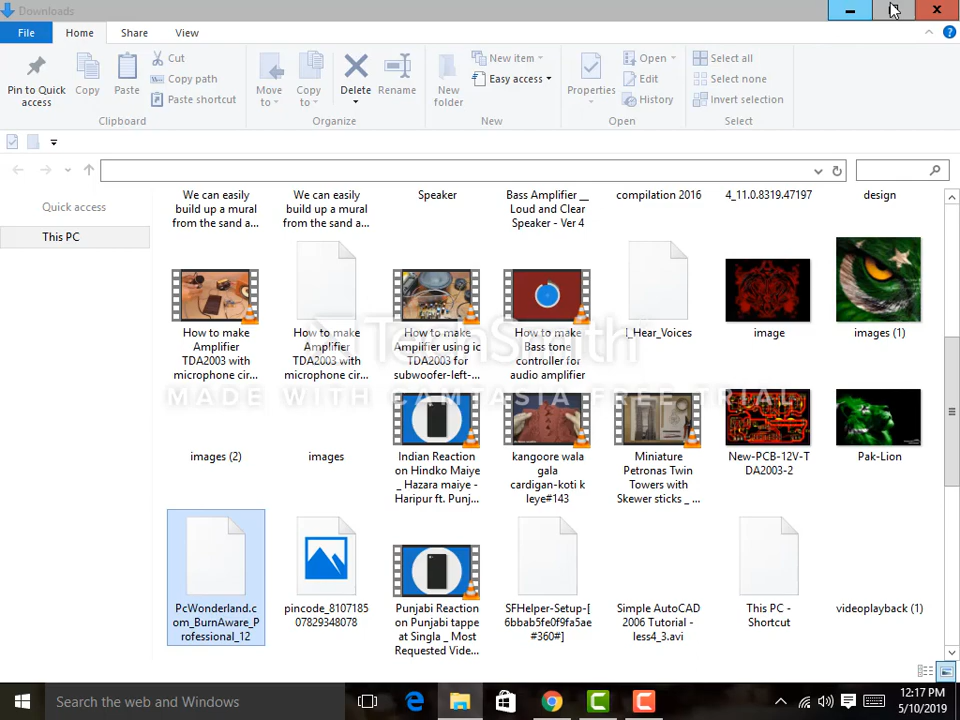 Downloads
File Home Share View
Pin to Quick access
Copy
Paste
Cut
Copy path
Paste shortcut
Clipboard
Move to
Copy to
Delete
Rename
Organize
New folder
New item
Easy access
New
Properties
Open
Edit
History
Open
Select all
Select none
Invert selection
Select
Quick access
This PC
We can easily
build up a mural
from the sand a...
We can easily
build up a mural
from the sand a...
Speaker
Bass Amplifier __
Loud and Clear
Speaker - Ver 4
compilation 2016
4_11.0.8319.47197
design
How to make
Amplifier
TDA2003 with
microphone cir...
How to make
Amplifier
TDA2003 with
microphone cir...
How to make
Amplifier using ic
TDA2003 for
subwoofer-left-...
How to make
Bass tone
controller for
audio amplifier
I_Hear_Voices
image
images (1)
TechSmith
MADE WITH CAMTASIA FREE TRIAL
images (2)
images
Indian Reaction
on Hindko Maiye
_ Hazara maiye -
Haripur ft. Punj...
kangoore wala
gala
cardigan-koti k
leye#143
Miniature
Petronas Twin
Towers with
Skewer sticks _ ...
New-PCB-12V-T
DA2003-2
Pak-Lion
PcWonderland.c
om_BurnAware_P
rofessional_12
pincode_8107185
07829348078
Punjabi Reaction
on Punjabi tappe
at Singla _ Most
Requested Vide...
SFHelper-Setup-[
6bbab5fe0f9fa5ae
#360#]
Simple AutoCAD
2006 Tutorial -
less4_3.avi
This PC -
Shortcut
videoplayback (1)
Search the web and Windows
12:17 PM
5/10/2019